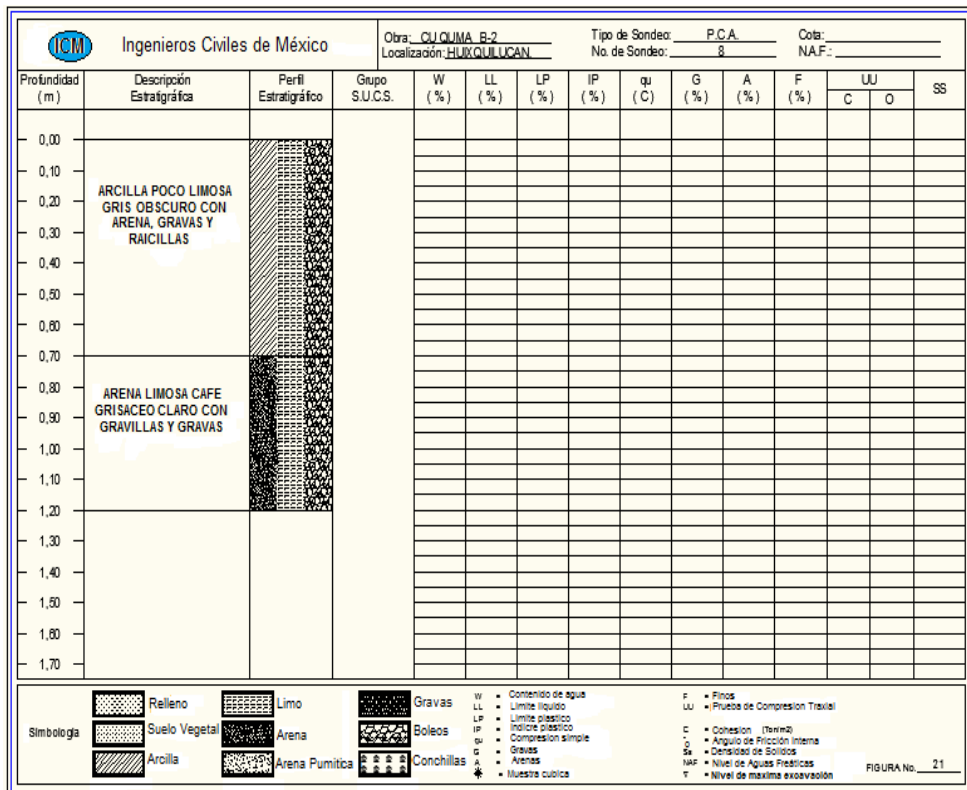 ICM
Ingenieros Civiles de México
Obra: CU QUMA B-2
Localización: HUIXQUILUCAN.
Tipo de Sondeo: P.C.A.
No. de Sondeo: 8
Cota:
N.A.F.:
Profundidad
( m )
Descripción
Estratigráfica
Perfil
Estratigráfico
Grupo
S.U.C.S.
W
( % )
LL
( % )
LP
( % )
IP
( % )
qu
( C )
G
( % )
A
( % )
F
( % )
UU
C
O
SS
0,00
0,10
0,20
0,30
0,40
0,50
0,60
0,70
0,80
0,90
1,00
1,10
1,20
1,30
1,40
1,50
1,60
1,70
ARCILLA POCO LIMOSA
GRIS OBSCURO CON
ARENA, GRAVAS Y
RAICILLAS
ARENA LIMOSA CAFE
GRISACEO CLARO CON
GRAVILLAS Y GRAVAS
Simbología
Relleno
Suelo Vegetal
Arcilla
Limo
Arena
Arena Pumitica
Gravas
Boleos
Conchillas
W = Contenido de agua
LL = Limite liquido
LP = Limite plastico
IP = Indicre plastico
qu = Compresion simple
G = Gravas
A = Arenas
= Muestra cubica
F = Finos
UU = Prueba de Compresion Traxial
C = Cohesion (Ton/m2)
O = Angulo de Fricción Interna
Ss = Densidad de Solidos
NAF = Nivel de Aguas Freáticas
= Nivel de maxima excavación
FIGURA No. 21